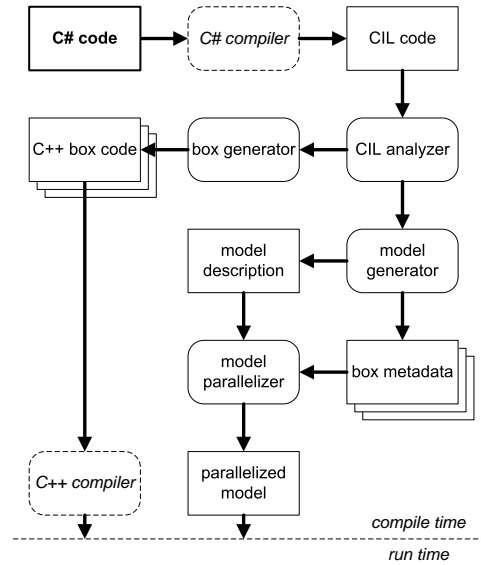 C# code
C# compiler
CIL code
C++ box code
box generator
CIL analyzer
model
description
model
generator
model
parallelizer
box metadata
C++ compiler
parallelized
model
compile time
run time